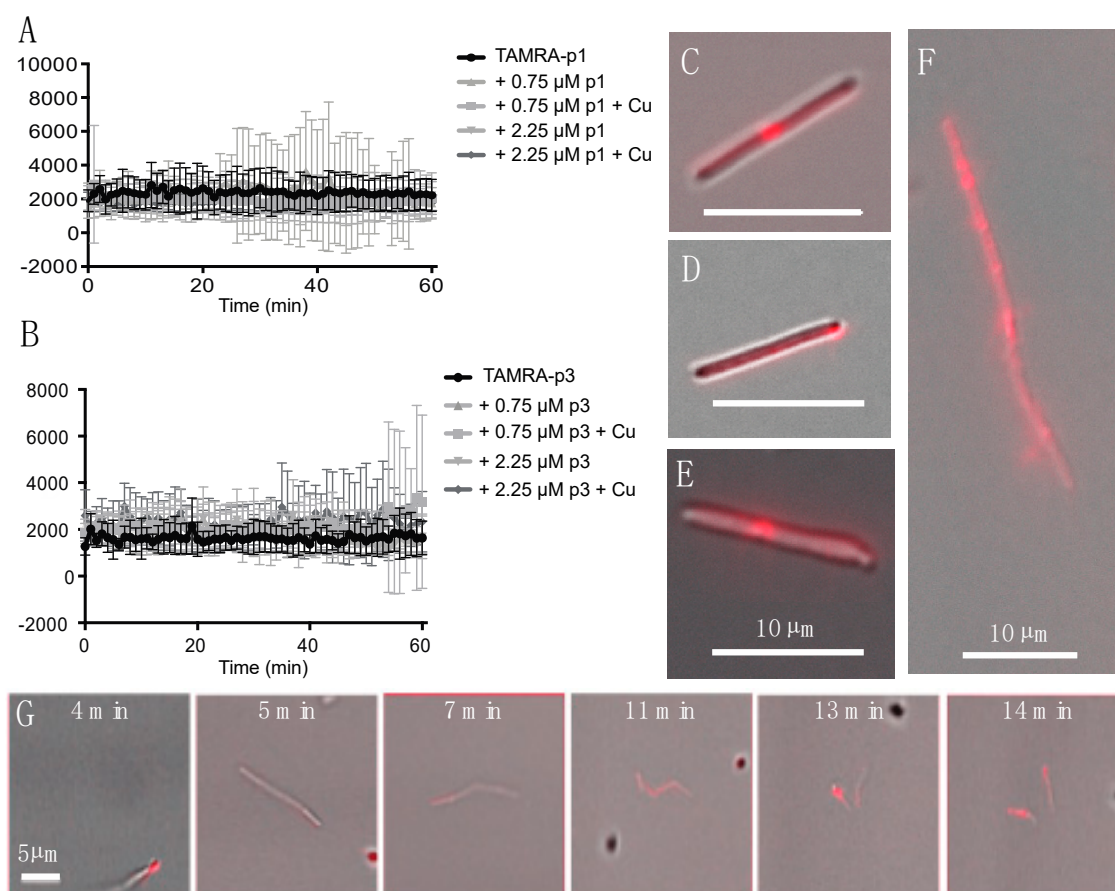 A
10000
8000
6000
4000
2000
0
-2000
0
20
40
60
Time (min)
TAMRA-p1
+ 0.75 µM p1
+ 0.75 µM p1 + Cu
+ 2.25 µM p1
+ 2.25 µM p1 + Cu
B
8000
6000
4000
2000
0
-2000
0
20
40
60
Time (min)
TAMRA-p3
+ 0.75 µM p3
+ 0.75 µM p3 + Cu
+ 2.25 µM p3
+ 2.25 µM p3 + Cu
C
D
E
10 µm
F
10 µm
G
4 min
5 min
7 min
11 min
13 min
14 min
5µm